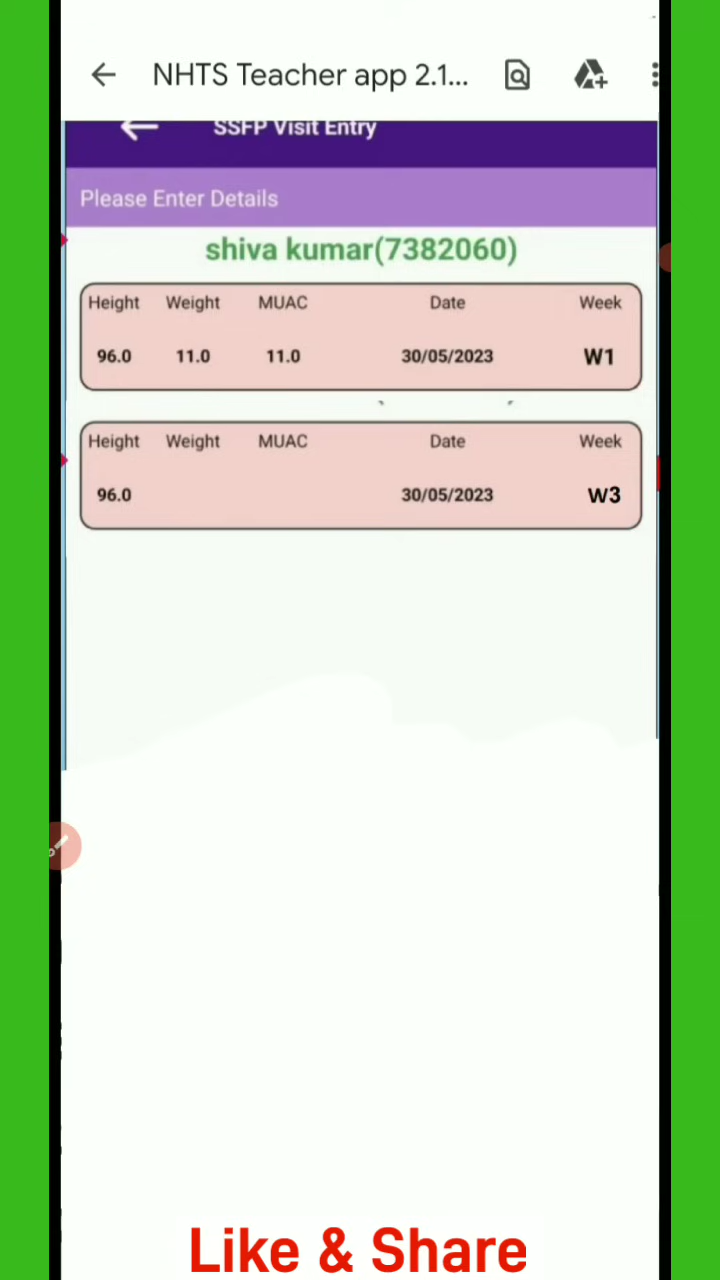 NHTS Teacher app 2.1...
SSFP Visit Entry
Please Enter Details
shiva kumar(7382060)
Height Weight MUAC Date Week
96.0 11.0 11.0 30/05/2023 W1
Height Weight MUAC Date Week
96.0 30/05/2023 W3
Like & Share